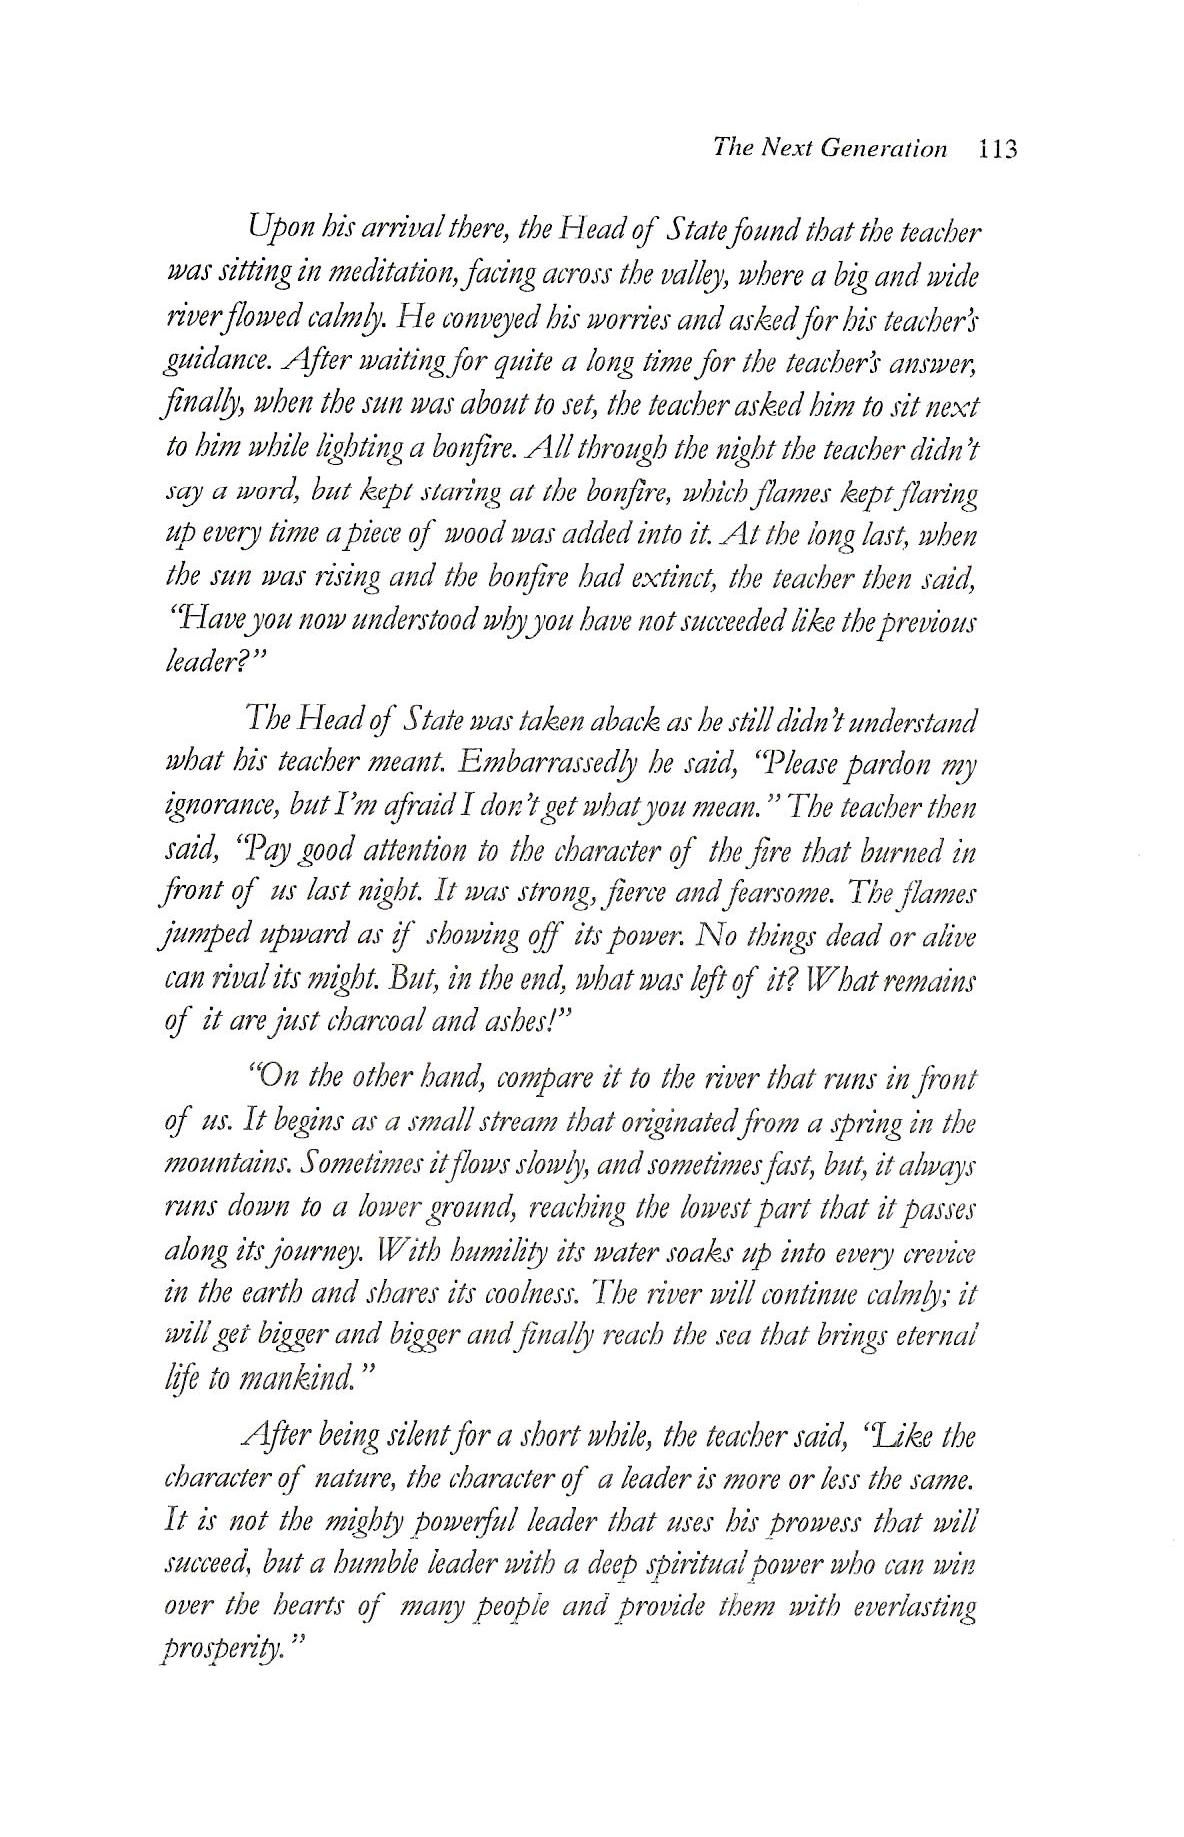 The Next Generation 113
Upon his arrival there, the Head of State found that the teacher
was sitting in meditation, facing across the valley, where a big and wide
river flowed calmly. He conveyed his worries and asked for his teacher's
guidance. After waiting for quite a long time for the teacher's answer,
finally, when the sun was about to set, the teacher asked him to sit next
to him while lighting a bonfire. All through the night the teacher didn't
say a word, but kept staring at the bonfire, which flames kept flaring
up every time a piece of wood was added into it. At the long last, when
the sun was rising and the bonfire had extinct, the teacher then said,
"Have you now understood why you have not succeeded like the previous
leader?"
The Head of State was taken aback as he still didn't understand
what his teacher meant. Embarrassedly he said, "Please pardon my
ignorance, but I'm afraid I don't get what you mean." The teacher then
said, "Pay good attention to the character of the fire that burned in
front of us last night. It was strong, fierce and fearsome. The flames
jumped upward as if showing off its power. No things dead or alive
can rival its might. But, in the end, what was left of it? What remains
of it are just charcoal and ashes!"
"On the other hand, compare it to the river that runs in front
of us. It begins as a small stream that originated from a spring in the
mountains. Sometimes it flows slowly, and sometimes fast, but, it always
runs down to a lower ground, reaching the lowest part that it passes
along its journey. With humility its water soaks up into every crevice
in the earth and shares its coolness. The river will continue calmly; it
will get bigger and bigger and finally reach the sea that brings eternal
life to mankind."
After being silent for a short while, the teacher said, "Like the
character of nature, the character of a leader is more or less the same.
It is not the mighty powerful leader that uses his prowess that will
succeed, but a humble leader with a deep spiritual power who can win
over the hearts of many people and provide them with everlasting
prosperity."